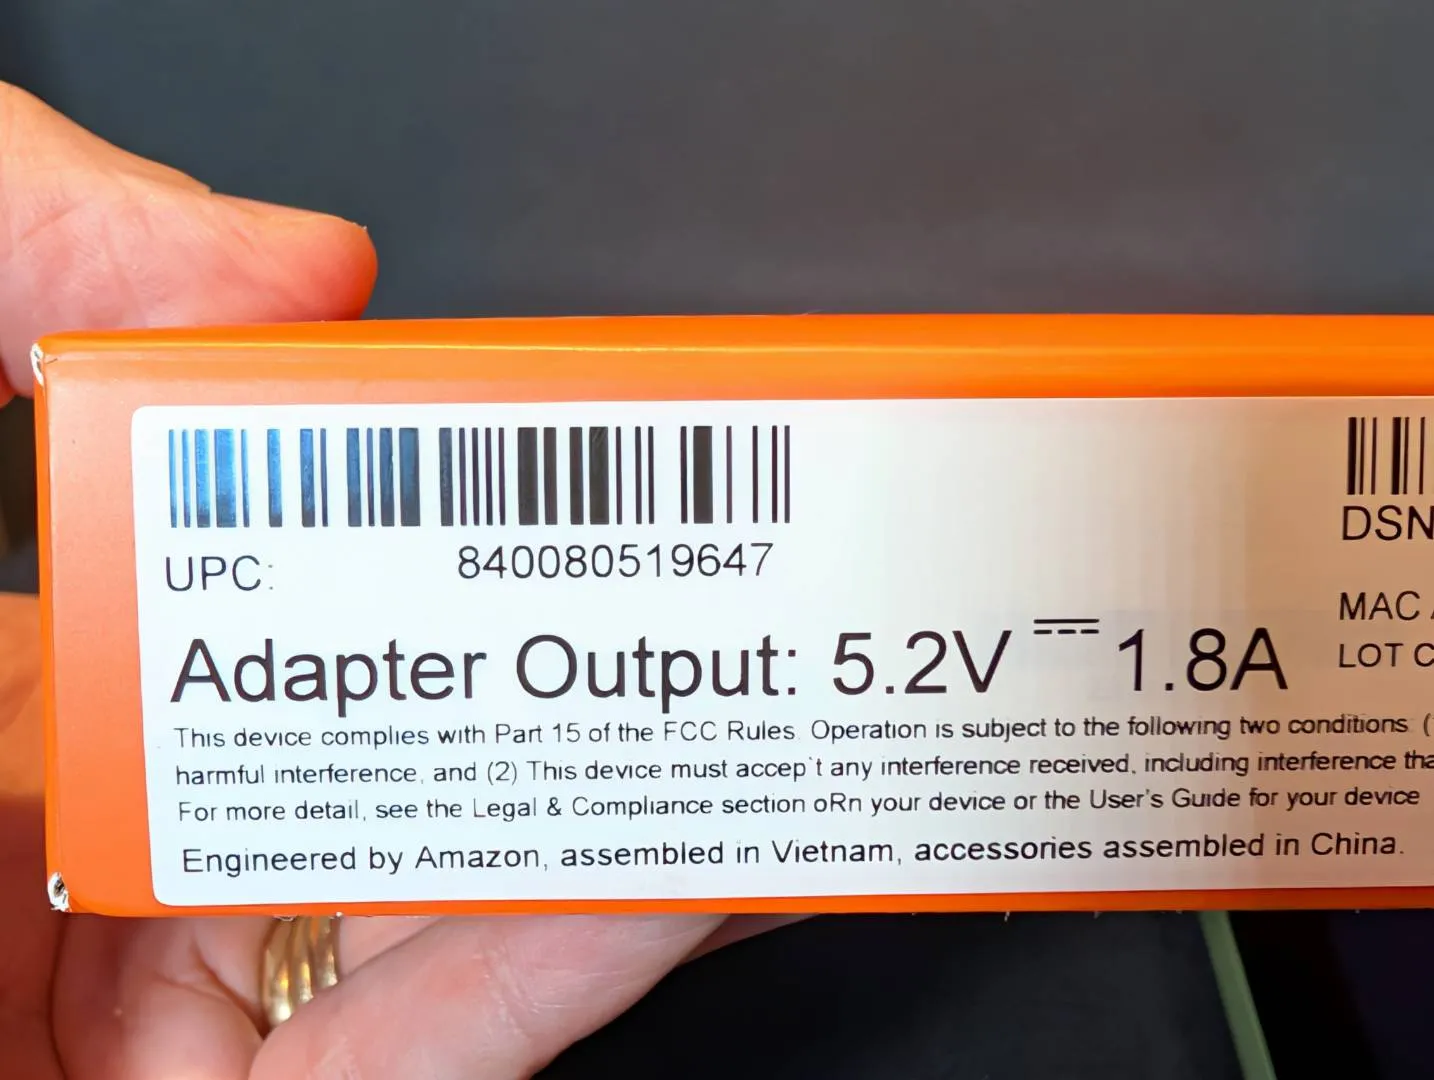 UPC: 840080519647
DSN
Adapter Output: 5.2V ⎓ 1.8A
MAC
LOT C
This device complies with Part 15 of the FCC Rules. Operation is subject to the following two conditions: (
harmful interference, and (2) This device must accep`t any interference received, including interference tha
For more detail, see the Legal & Compliance section oRn your device or the User's Guide for your device
Engineered by Amazon, assembled in Vietnam, accessories assembled in China.